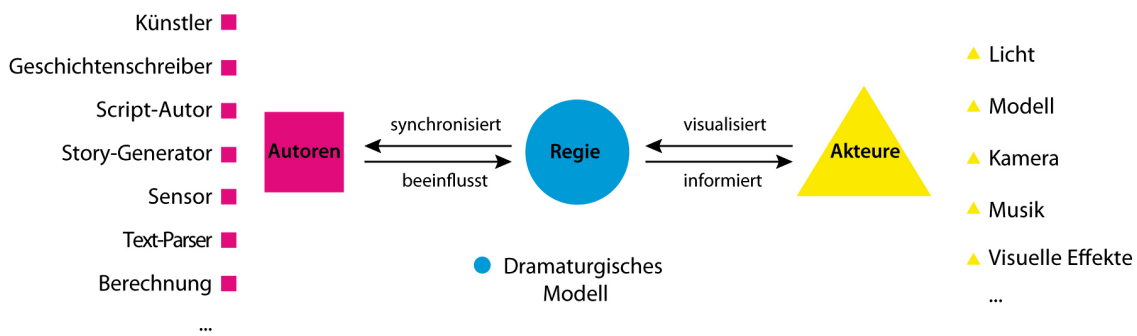 Künstler
Geschichtenschreiber
Script-Autor
Story-Generator
Sensor
Text-Parser
Berechnung
...
Autoren
synchronisiert
beeinflusst
Regie
visualisiert
informiert
Akteure
Dramaturgisches
Modell
Licht
Modell
Kamera
Musik
Visuelle Effekte
...